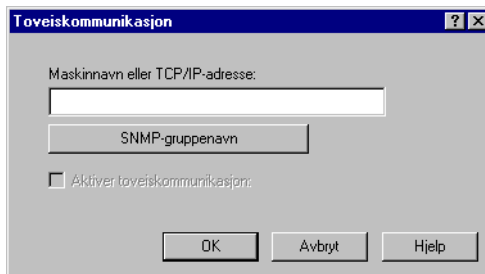 Toveiskommunikasjon
Maskinnavn eller TCP/IP-adresse:
SNMP-gruppenavn
Aktiver toveiskommunikasjon:
OK Avbryt Hjelp